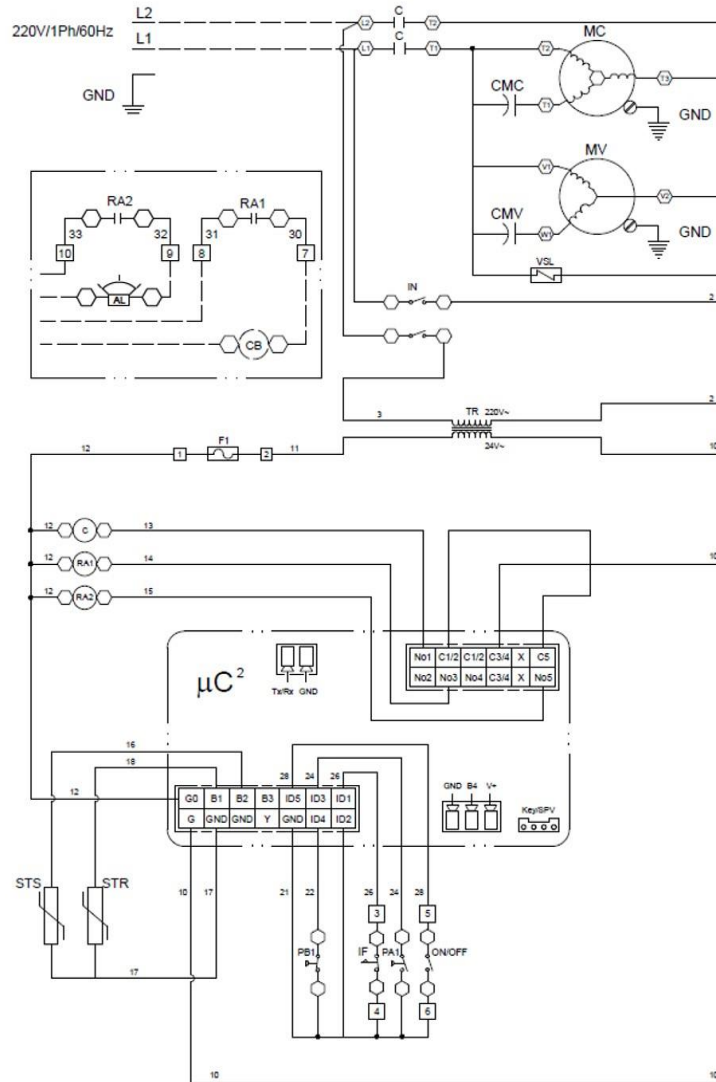 L2
220V/1Ph/60Hz
L1
GND
L2 C T2
L1 C T1
MC
T2
T3
CMC
T1
GND
MV
V1
V2
CMV
W1
GND
VSL
RA2 RA1
33 32 31 30
10 9 8 7
AL
CB
IN
2
3 TR 220V~ 2
24V~ 10
12 1 F1 2 11
12 C 13
12 RA1 14
12 RA2 15
10
µC²
Tx/Rx GND
No1 C1/2 C1/2 C3/4 X C5
No2 No3 No4 C3/4 X No5
16
18
28 24 26
12
G0 B1 B2 B3 ID5 ID3 ID1
G GND GND Y GND ID4 ID2
GND B4 V+
Key/SPV
STS STR
10 17 21 22 26 24 28
3 5
PB1 IF PA1 ON/OFF
4 6
17
10 10